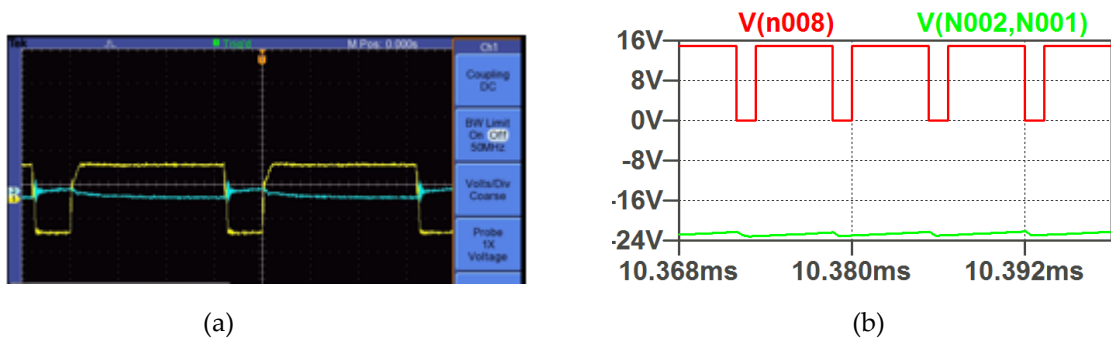 Tek
M Pos: 0.000s
Ch1
Coupling
DC
BW Limit
On Off
50MHz
Volts/Div
Coarse
Probe
1X
Voltage
(a)
V(n008) V(N002,N001)
16V
8V
0V
-8V
-16V
-24V
10.368ms 10.380ms 10.392ms
(b)